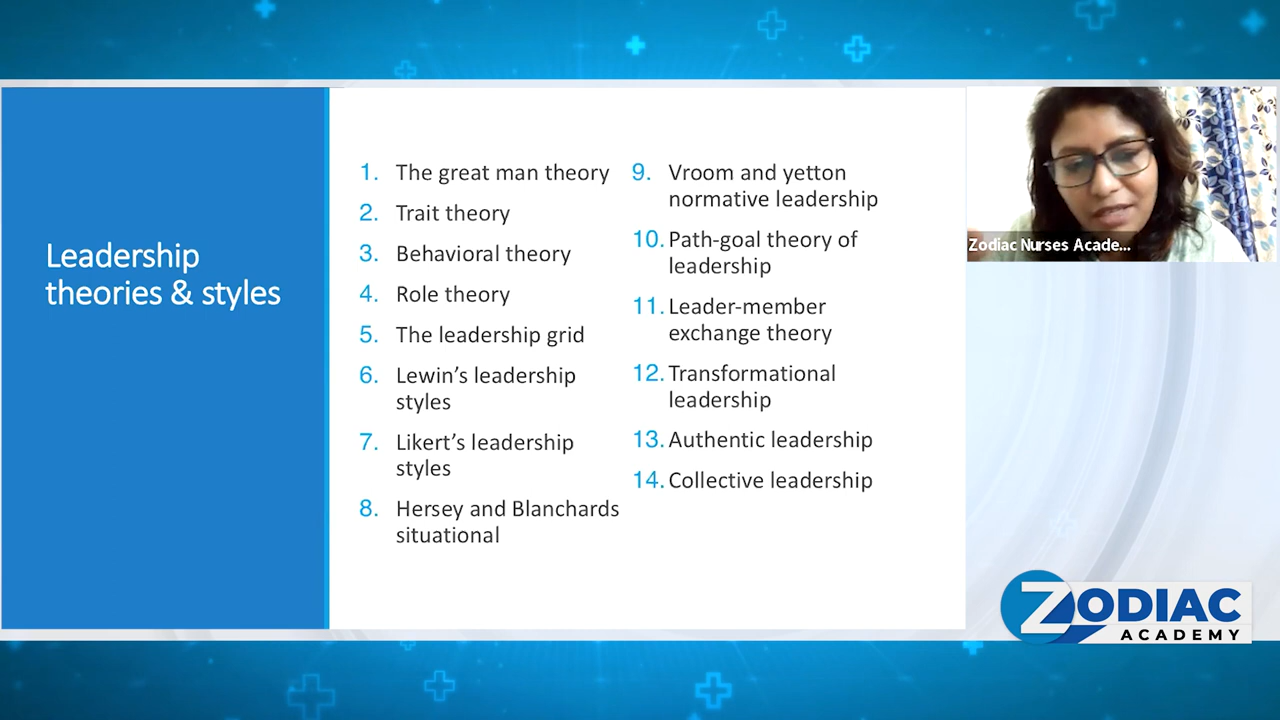 Leadership
theories & styles
1. The great man theory
2. Trait theory
3. Behavioral theory
4. Role theory
5. The leadership grid
6. Lewin's leadership
styles
7. Likert's leadership
styles
8. Hersey and Blanchards
situational
9. Vroom and yetton
normative leadership
10. Path-goal theory of
leadership
11. Leader-member
exchange theory
12. Transformational
leadership
13. Authentic leadership
14. Collective leadership
Zodiac Nurses Acade...
ZODIAC
ACADEMY